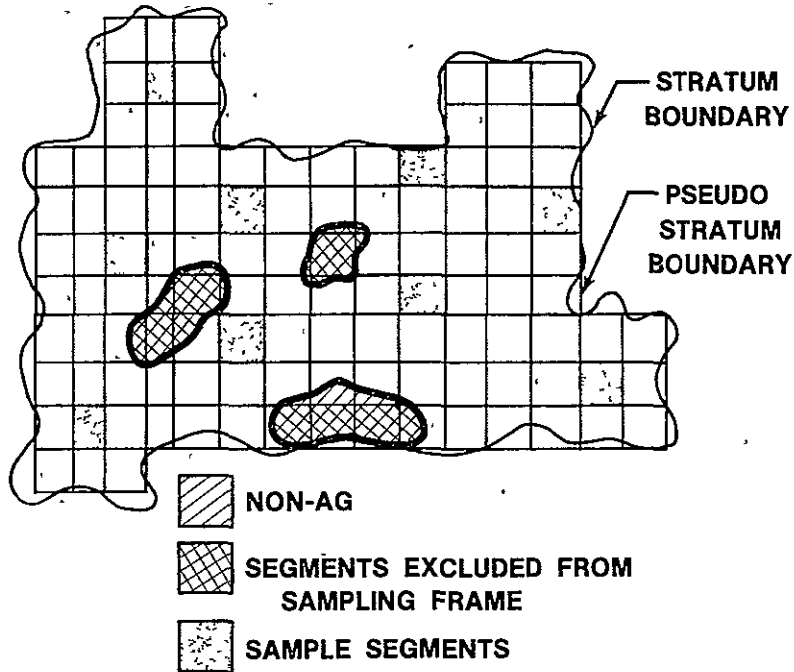 STRATUM
BOUNDARY
PSEUDO
STRATUM
BOUNDARY
NON-AG
SEGMENTS EXCLUDED FROM
SAMPLING FRAME
SAMPLE SEGMENTS